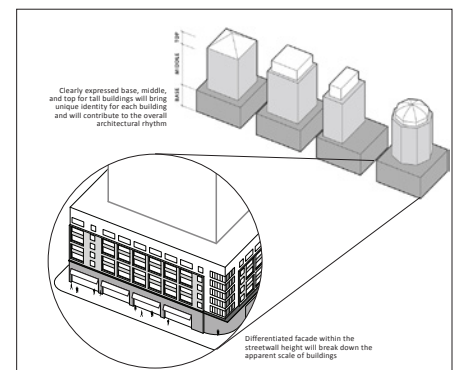 TOP
MIDDLE
BASE
Clearly expressed base, middle,
and top for tall buildings will bring
unique identity for each building
and will contribute to the overall
architectural rhythm
Differentiated facade within the
streetwall height will break down the
apparent scale of buildings